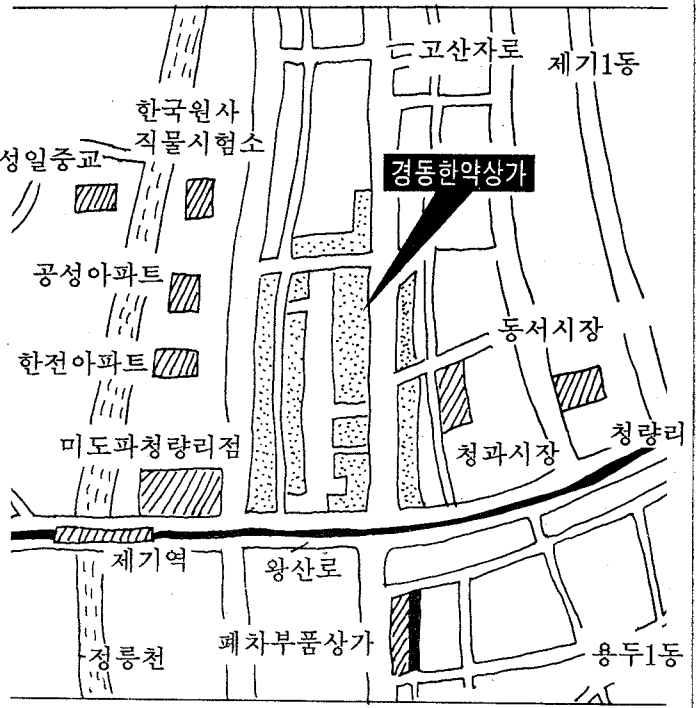 고산자로
제기1동
한국원사
직물시험소
성일중교
경동한약상가
공성아파트
동서시장
한전아파트
미도파청량리점
청과시장
청량리
제기역
왕산로
정릉천
폐차부품상가
용두1동